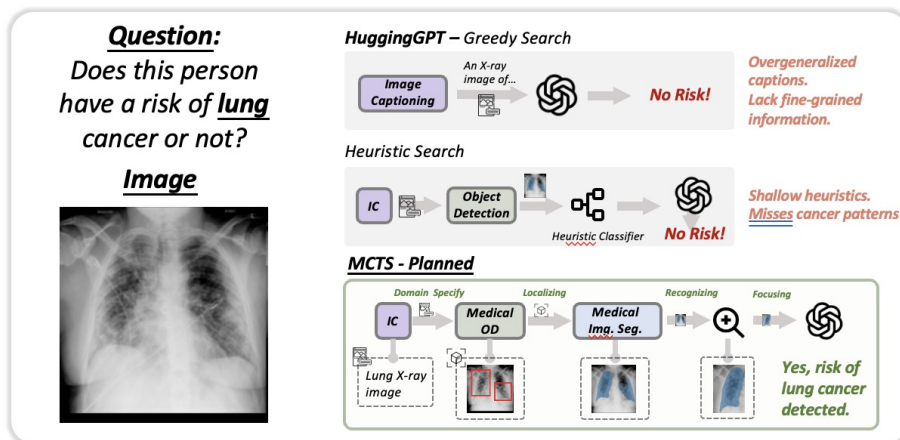 Question:
Does this person
have a risk of lung
cancer or not?
Image
HuggingGPT – Greedy Search
Image
Captioning
An X-ray
image of...
No Risk!
Overgeneralized
captions.
Lack fine-grained
information.
Heuristic Search
IC
Object
Detection
Heuristic Classifier
No Risk!
Shallow heuristics.
Misses cancer patterns
MCTS - Planned
Domain Specify
Localizing
Recognizing
Focusing
IC
Medical
OD
Medical
Img. Seg.
Lung X-ray
image
Yes, risk of
lung cancer
detected.